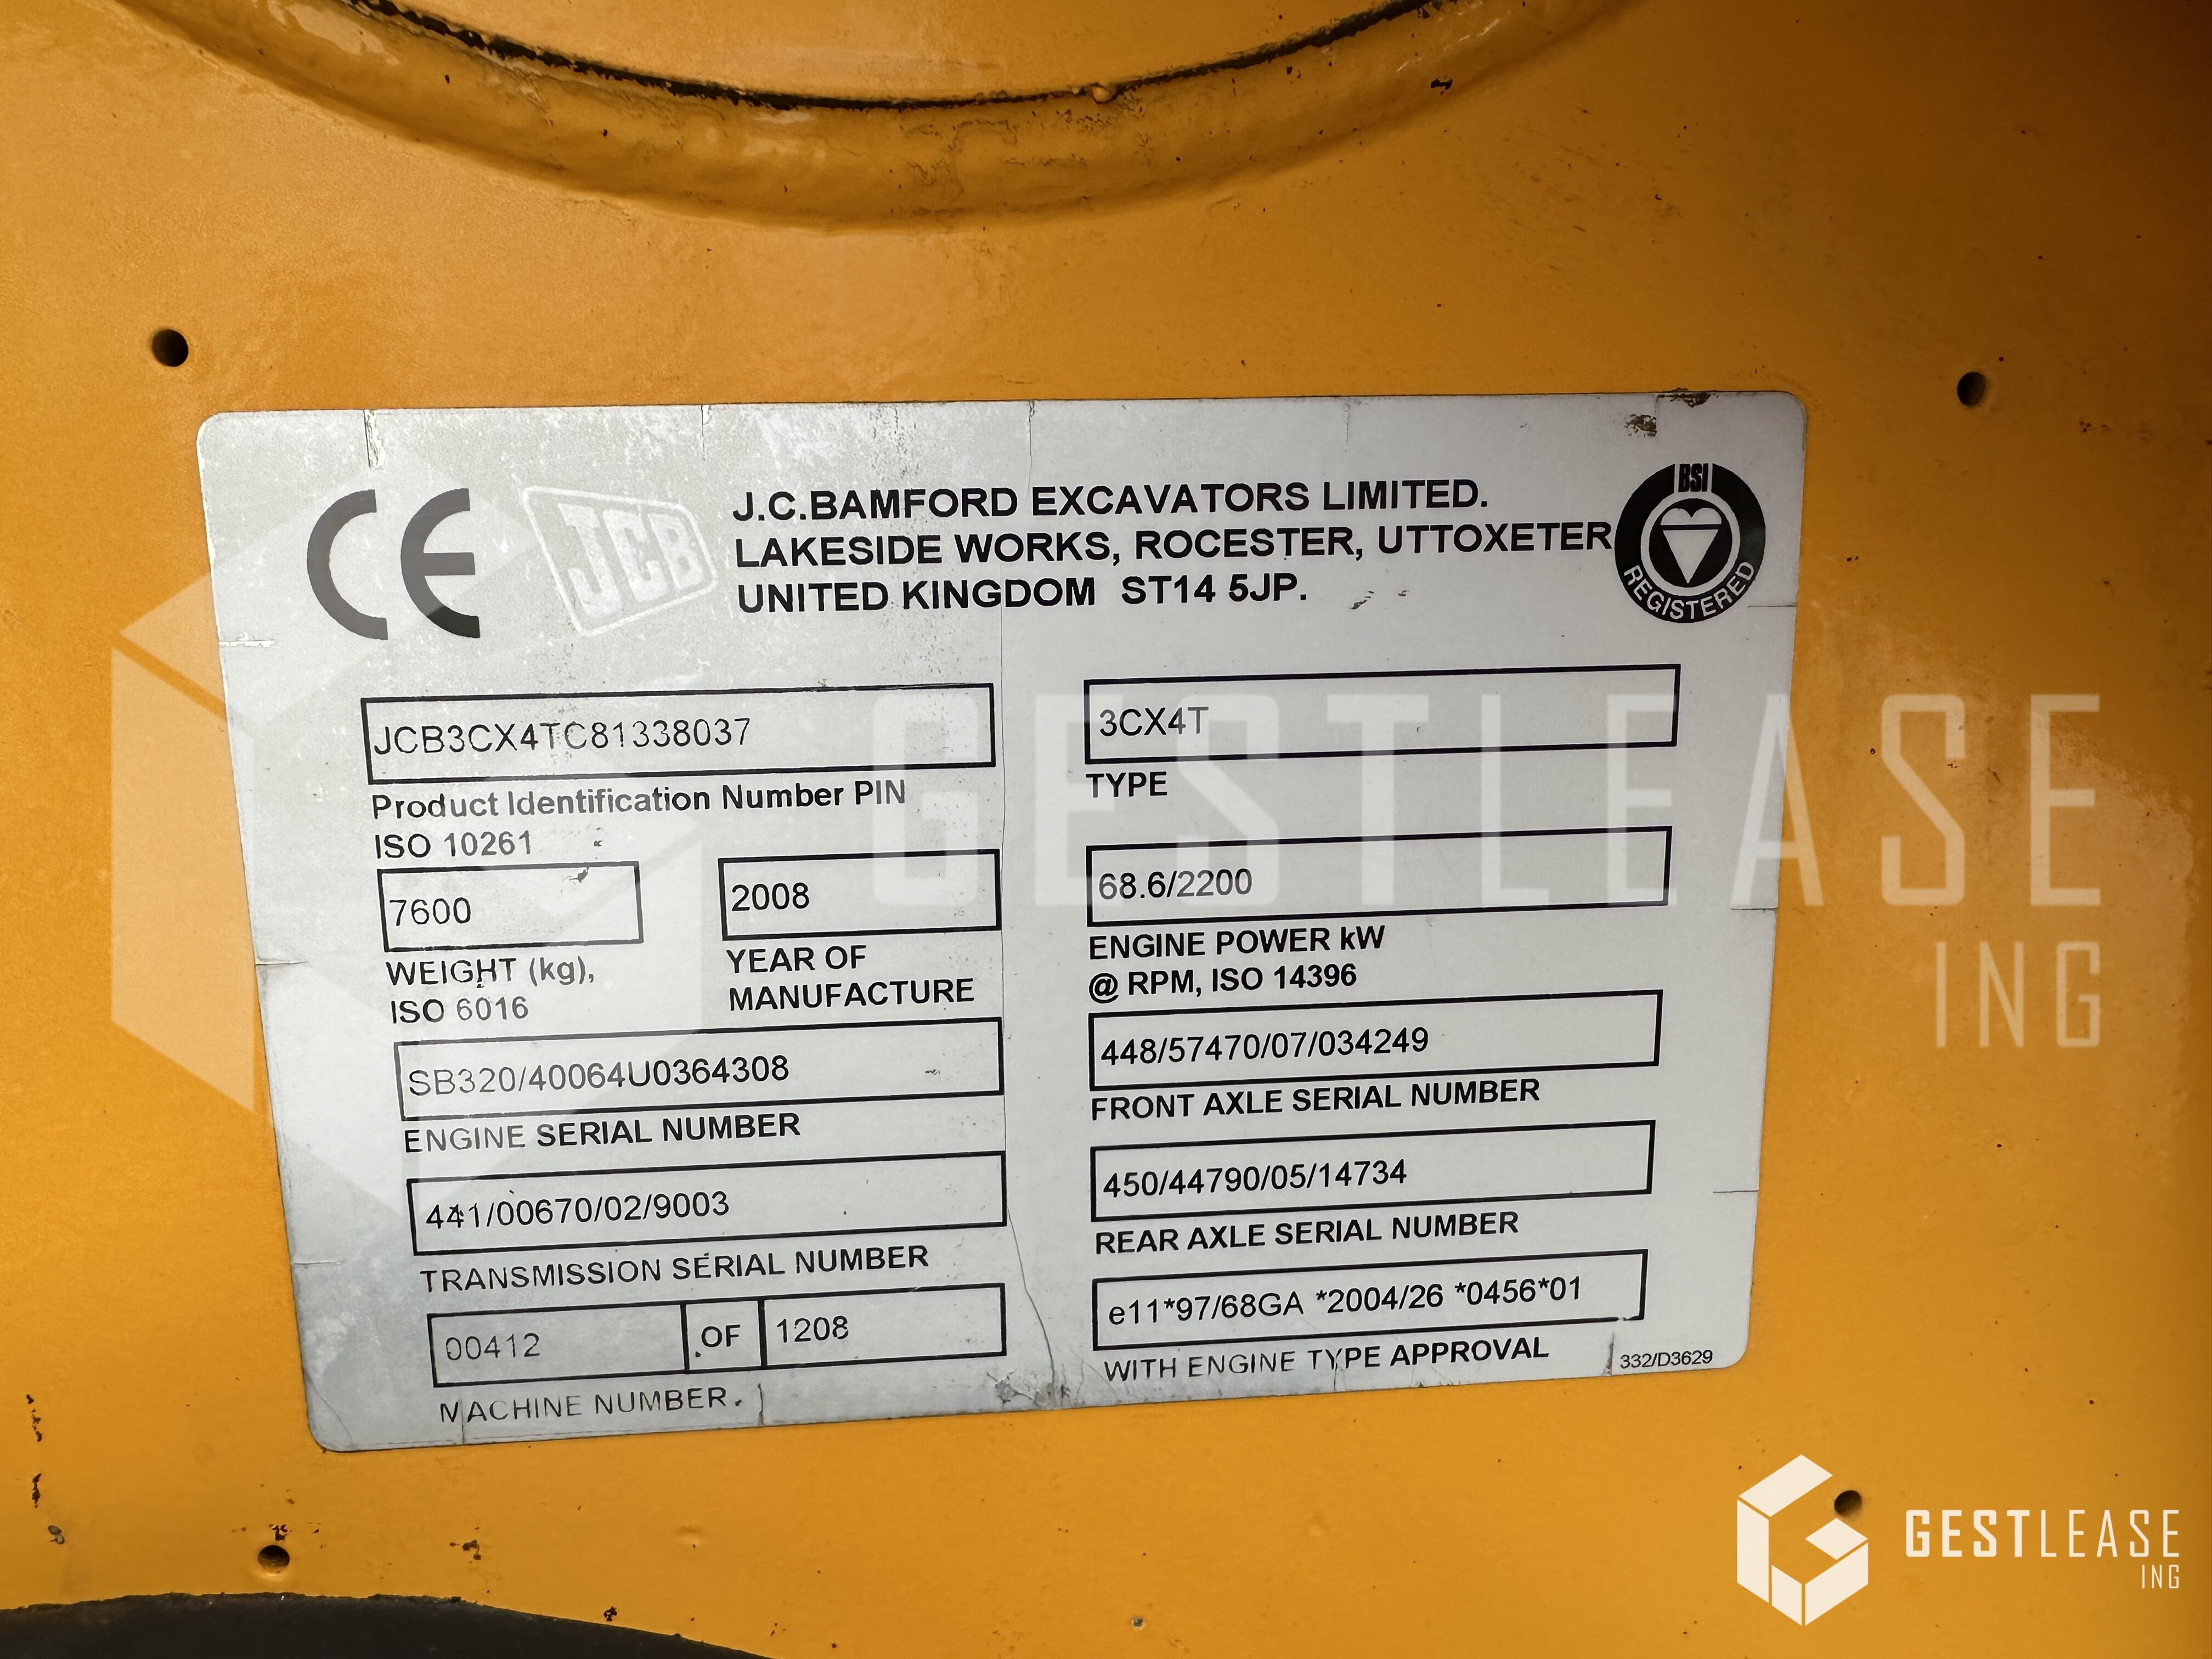 CE
JCB
J.C.BAMFORD EXCAVATORS LIMITED.
LAKESIDE WORKS, ROCESTER, UTTOXETER
UNITED KINGDOM ST14 5JP.
BSI
REGISTERED
JCB3CX4TC81338037
Product Identification Number PIN
ISO 10261
7600
WEIGHT (kg),
ISO 6016
2008
YEAR OF
MANUFACTURE
SB320/40064U0364308
ENGINE SERIAL NUMBER
441/00670/02/9003
TRANSMISSION SERIAL NUMBER
00412 OF 1208
MACHINE NUMBER.
3CX4T
TYPE
68.6/2200
ENGINE POWER kW
@ RPM, ISO 14396
448/57470/07/034249
FRONT AXLE SERIAL NUMBER
450/44790/05/14734
REAR AXLE SERIAL NUMBER
e11*97/68GA *2004/26 *0456*01
WITH ENGINE TYPE APPROVAL
332/D3629
GESTLEASE
ING
GESTLEASE
ING